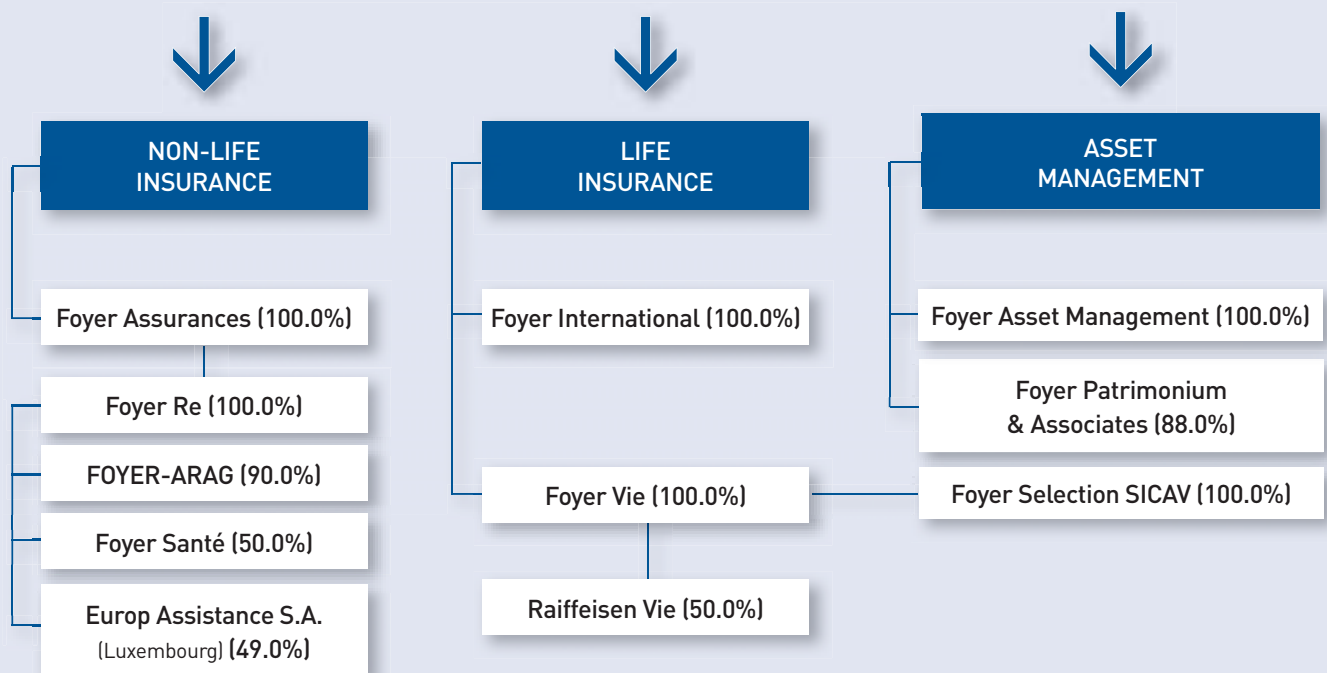 NON-LIFE
INSURANCE
Foyer Assurances (100.0%)
Foyer Re (100.0%)
FOYER-ARAG (90.0%)
Foyer Santé (50.0%)
Europ Assistance S.A.
(Luxembourg) (49.0%)
LIFE
INSURANCE
Foyer International (100.0%)
Foyer Vie (100.0%)
Raiffeisen Vie (50.0%)
ASSET
MANAGEMENT
Foyer Asset Management (100.0%)
Foyer Patrimonium
& Associates (88.0%)
Foyer Selection SICAV (100.0%)